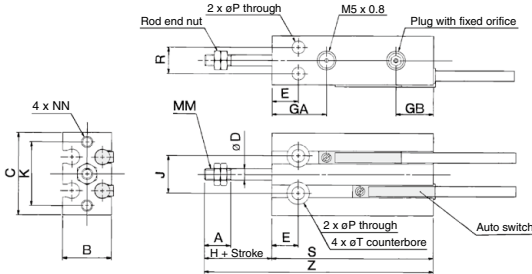 2 x øP through
M5 x 0.8
Rod end nut
Plug with fixed orifice
R
E
GA
GB
4 x NN
MM
øD
C
K
J
B
A
E
2 x øP through
4 x øT counterbore
Auto switch
H + Stroke
S
Z